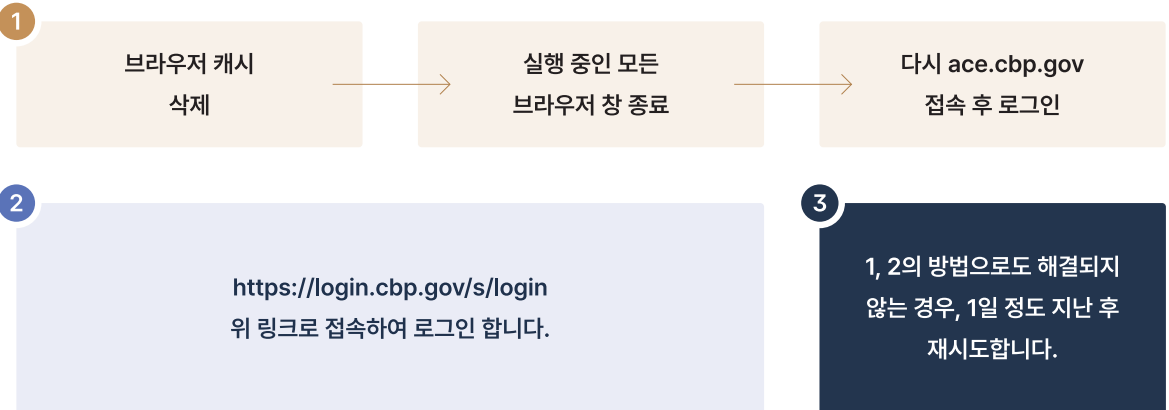 1
브라우저 캐시
삭제
실행 중인 모든
브라우저 창 종료
다시 ace.cbp.gov
접속 후 로그인
2
https://login.cbp.gov/s/login
위 링크로 접속하여 로그인 합니다.
3
1, 2의 방법으로도 해결되지
않는 경우, 1일 정도 지난 후
재시도합니다.